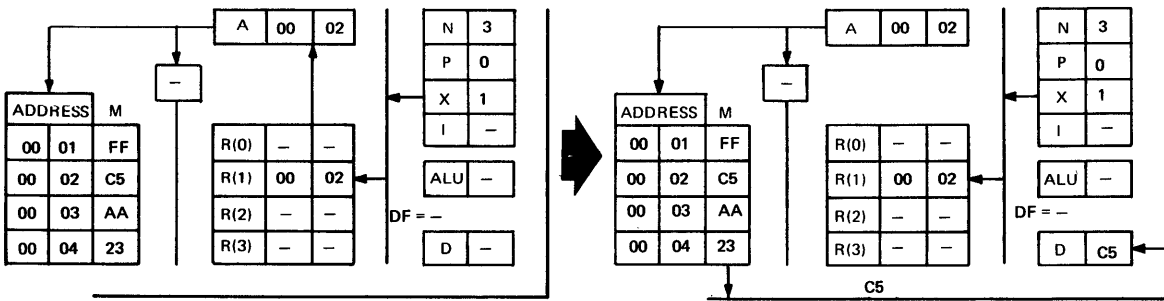 A 00 02
N 3
P 0
X 1
I –
–
ADDRESS M
00 01 FF
00 02 C5
00 03 AA
00 04 23
R(0) – –
R(1) 00 02
R(2) – –
R(3) – –
ALU –
DF = –
D –
A 00 02
N 3
P 0
X 1
I –
–
ADDRESS M
00 01 FF
00 02 C5
00 03 AA
00 04 23
R(0) – –
R(1) 00 02
R(2) – –
R(3) – –
ALU –
DF = –
D C5
C5